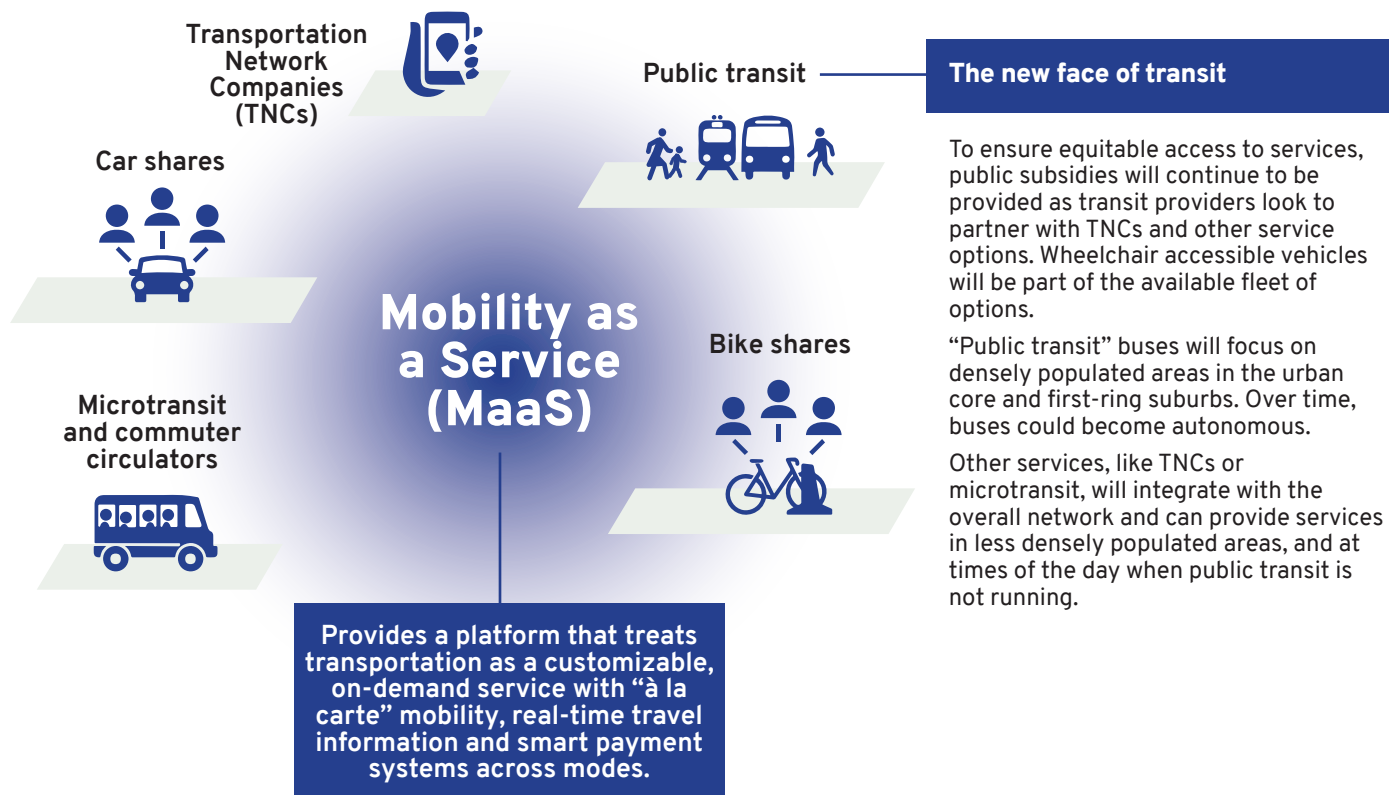 Transportation
Network
Companies
(TNCs)
Public transit
The new face of transit
Car shares
To ensure equitable access to services,
public subsidies will continue to be
provided as transit providers look to
partner with TNCs and other service
options. Wheelchair accessible vehicles
will be part of the available fleet of
options.
“Public transit” buses will focus on
densely populated areas in the urban
core and first-ring suburbs. Over time,
buses could become autonomous.
Other services, like TNCs or
microtransit, will integrate with the
overall network and can provide services
in less densely populated areas, and at
times of the day when public transit is
not running.
Mobility as
a Service
(MaaS)
Bike shares
Microtransit
and commuter
circulators
Provides a platform that treats
transportation as a customizable,
on-demand service with “à la
carte” mobility, real-time travel
information and smart payment
systems across modes.